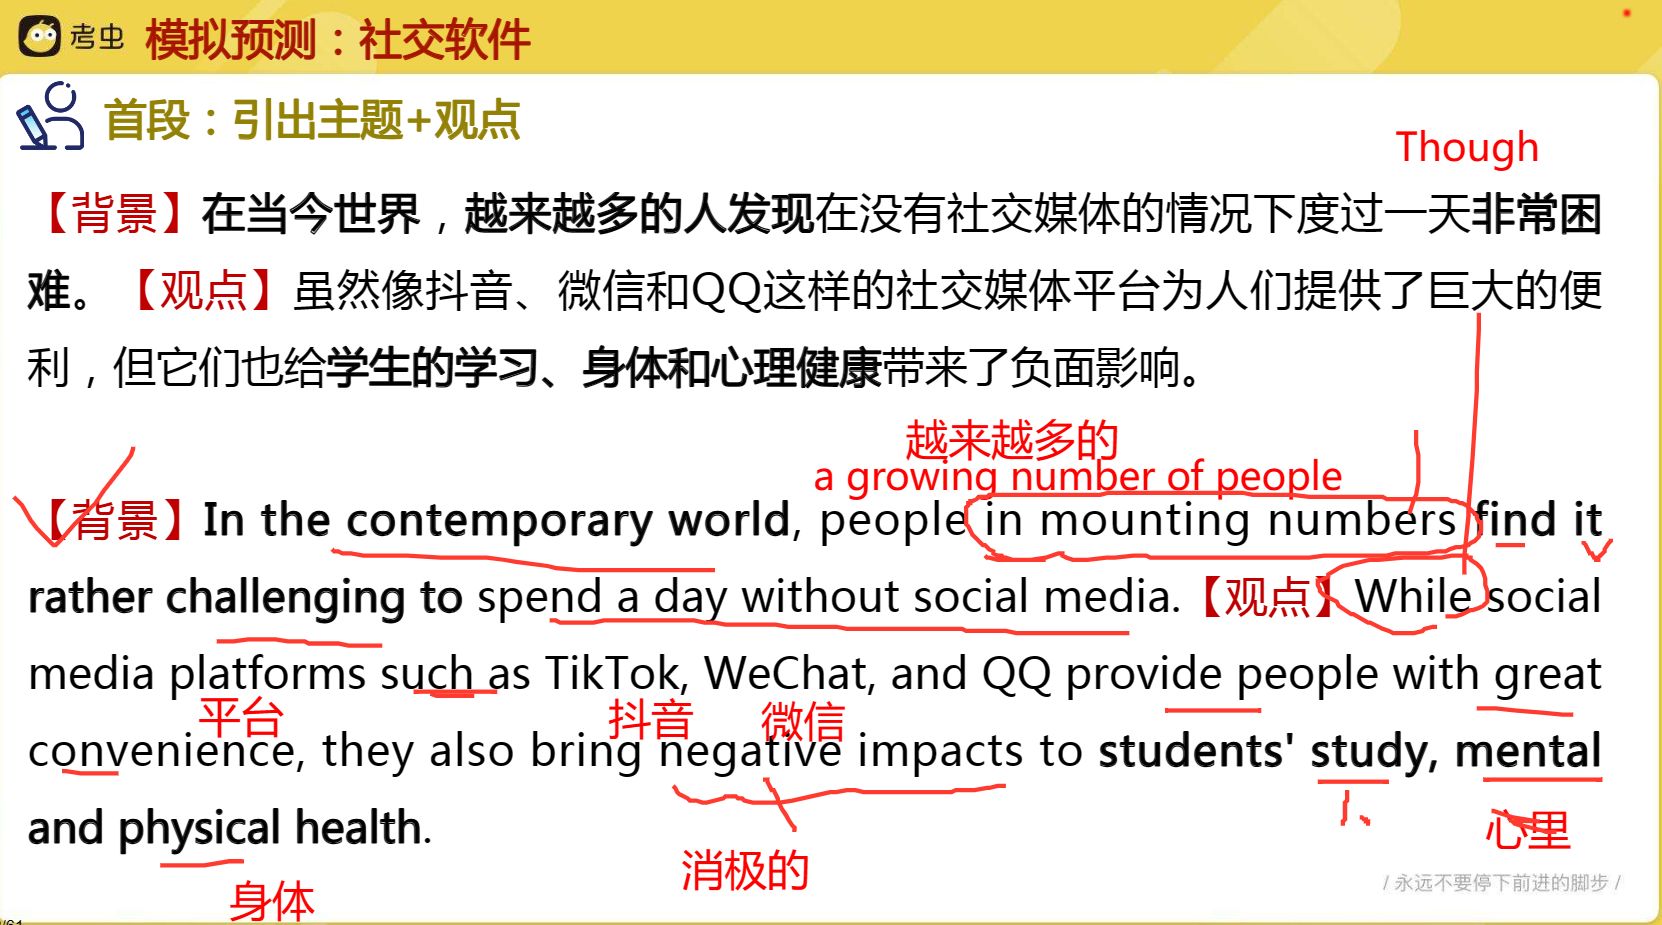 考虫 模拟预测：社交软件
首段：引出主题+观点
Though
【背景】在当今世界，越来越多的人发现在没有社交媒体的情况下度过一天非常困
难。【观点】虽然像抖音、微信和QQ这样的社交媒体平台为人们提供了巨大的便
利，但它们也给学生的学习、身体和心理健康带来了负面影响。
越来越多的
a growing number of people
【背景】In the contemporary world, people in mounting numbers find it
rather challenging to spend a day without social media.【观点】While social
media platforms such as TikTok, WeChat, and QQ provide people with great
平台 抖音 微信
convenience, they also bring negative impacts to students' study, mental
1、
心里
and physical health.
消极的
身体
/ 永远不要停下前进的脚步 /